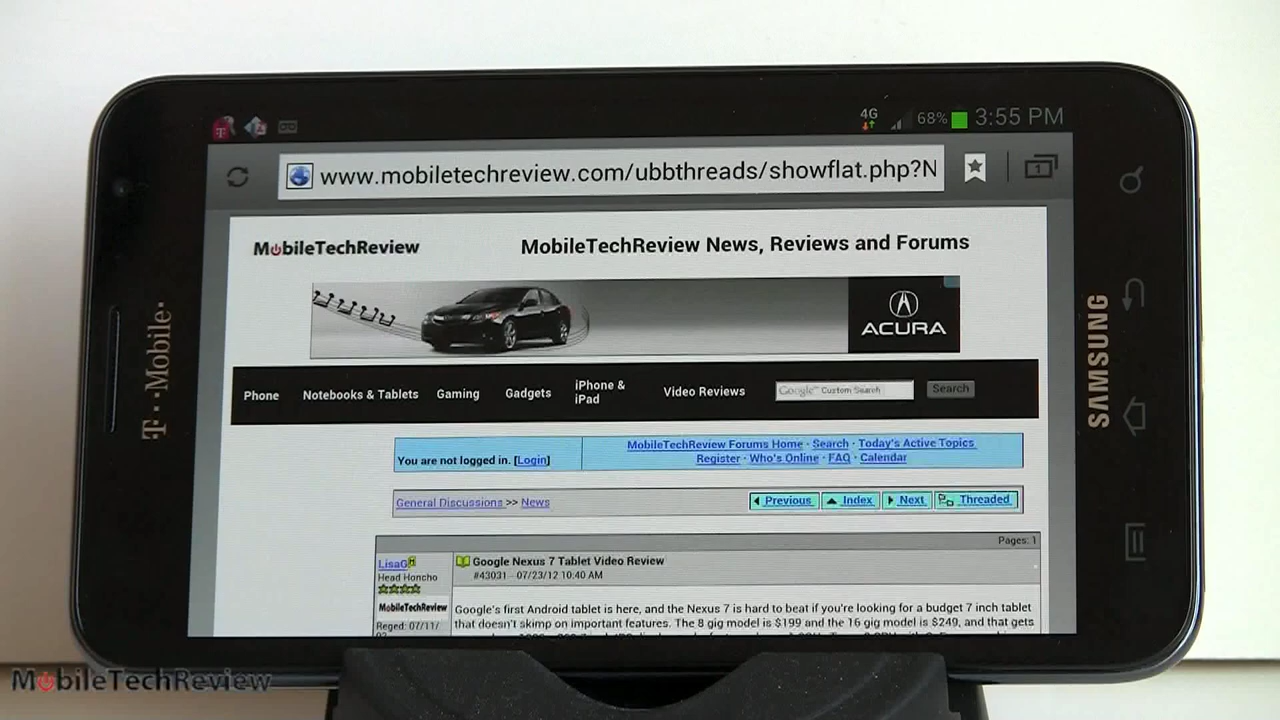 4G 68% 3:55 PM
www.mobiletechreview.com/ubbthreads/showflat.php?N
1
MobileTechReview
MobileTechReview News, Reviews and Forums
ACURA
Phone Notebooks & Tablets Gaming Gadgets iPhone & iPad Video Reviews Google™ Custom Search Search
You are not logged in. [Login]
MobileTechReview Forums Home · Search · Today's Active Topics
Register · Who's Online · FAQ · Calendar
General Discussions >> News
Previous Index Next Threaded
Pages: 1
LisaG
Head Honcho
MobileTechReview
Reged: 07/11/
Google Nexus 7 Tablet Video Review
#43031 - 07/23/12 10:40 AM
Google's first Android tablet is here, and the Nexus 7 is hard to beat if you're looking for a budget 7 inch tablet
that doesn't skimp on important features. The 8 gig model is $199 and the 16 gig model is $249, and that gets
T··Mobile·
SAMSUNG
MobileTechReview